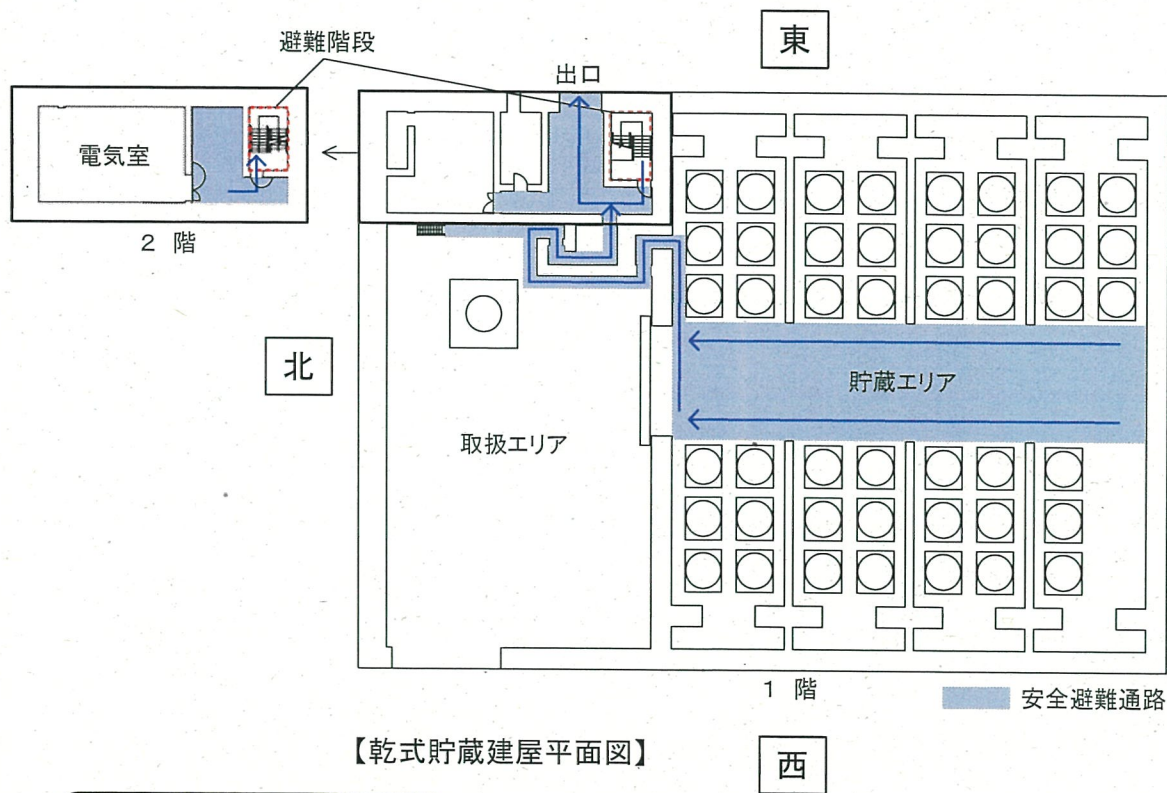 東
避難階段
出口
電気室
2 階
北
貯蔵エリア
取扱エリア
1 階
安全避難通路
【乾式貯蔵建屋平面図】
西